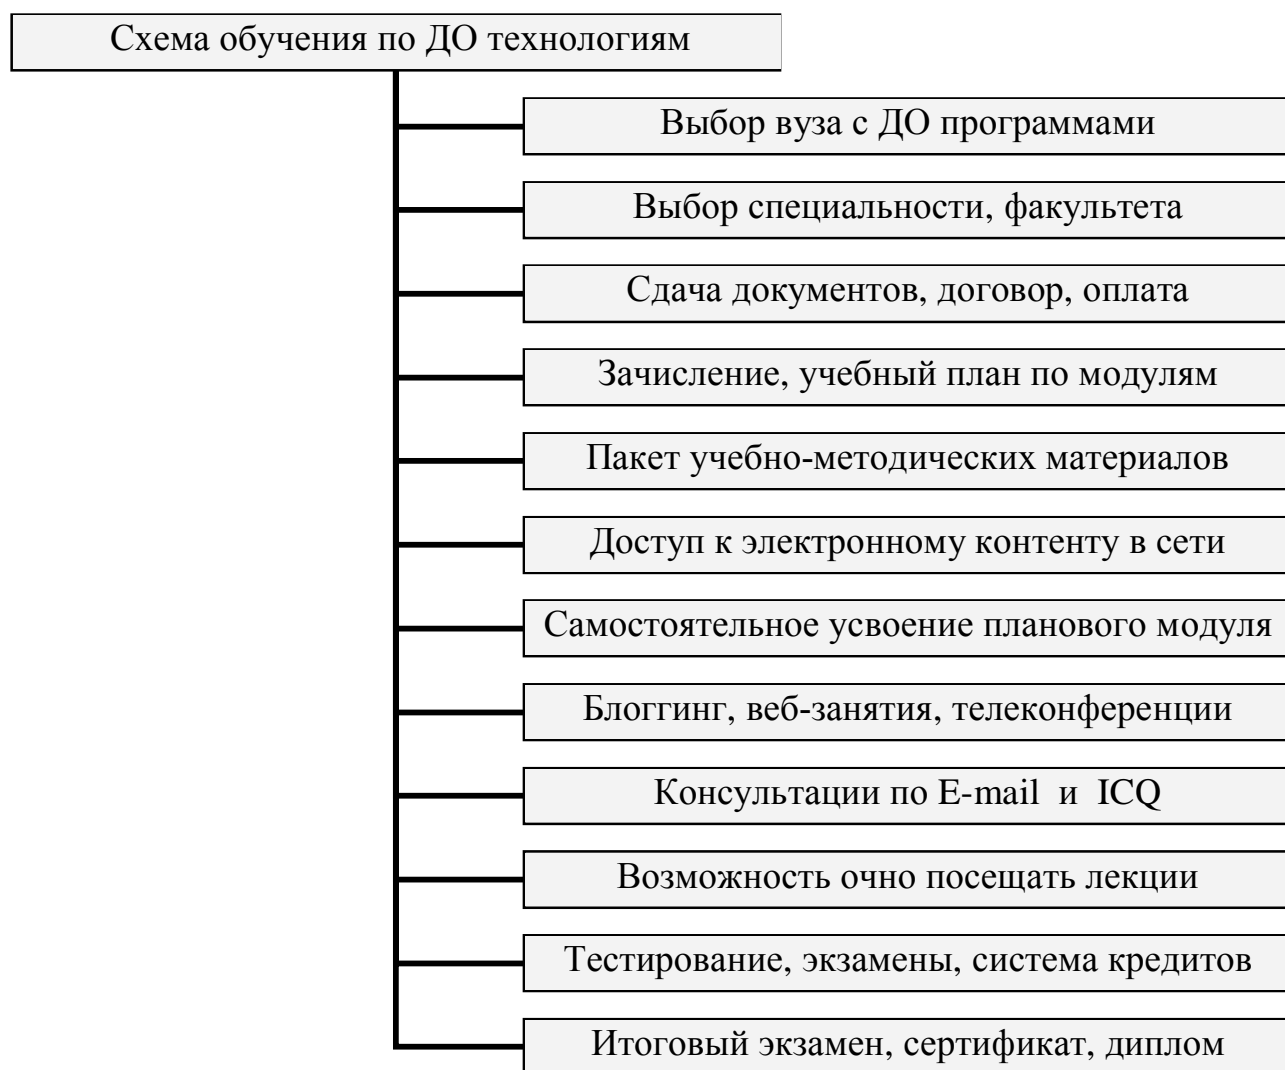 Схема обучения по ДО технологиям
Выбор вуза с ДО программами
Выбор специальности, факультета
Сдача документов, договор, оплата
Зачисление, учебный план по модулям
Пакет учебно-методических материалов
Доступ к электронному контенту в сети
Самостоятельное усвоение планового модуля
Блоггинг, веб-занятия, телеконференции
Консультации по E-mail и ICQ
Возможность очно посещать лекции
Тестирование, экзамены, система кредитов
Итоговый экзамен, сертификат, диплом